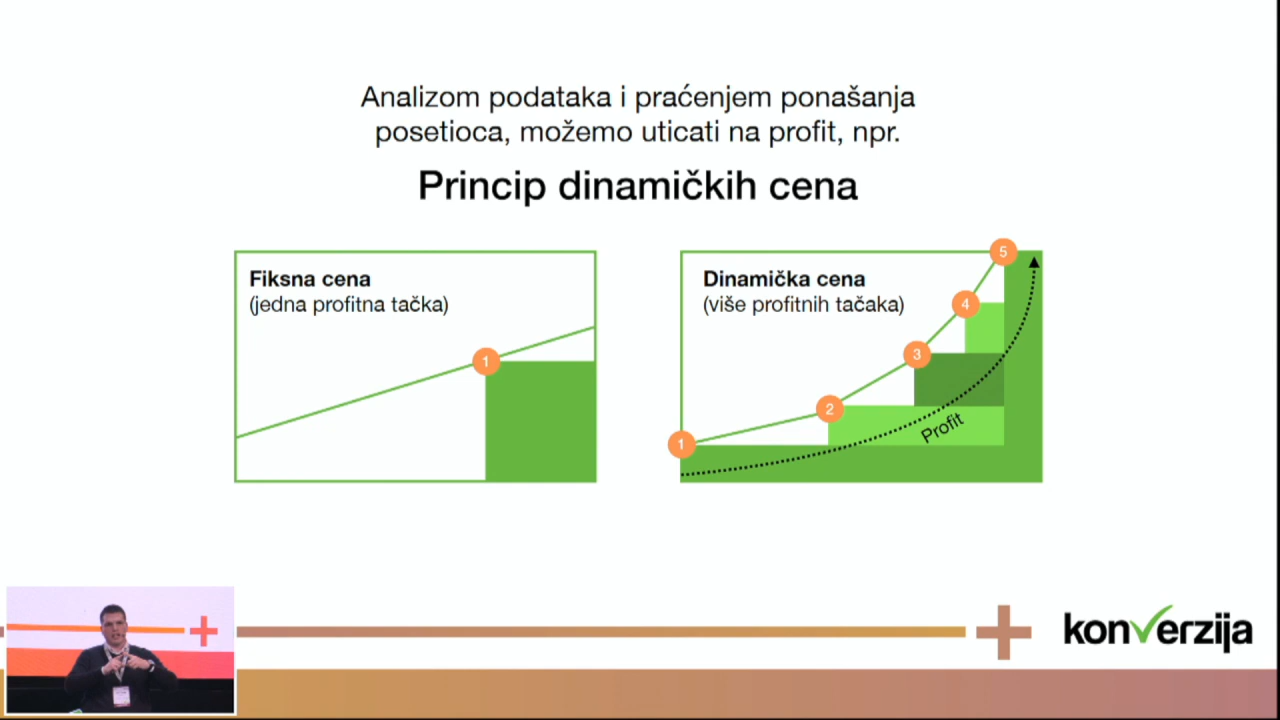 Analizom podataka i praćenjem ponašanja
posetioca, možemo uticati na profit, npr.
Princip dinamičkih cena
Fiksna cena
(jedna profitna tačka)
1
Dinamička cena
(više profitnih tačaka)
5
4
3
2
1
Profit
konverzija